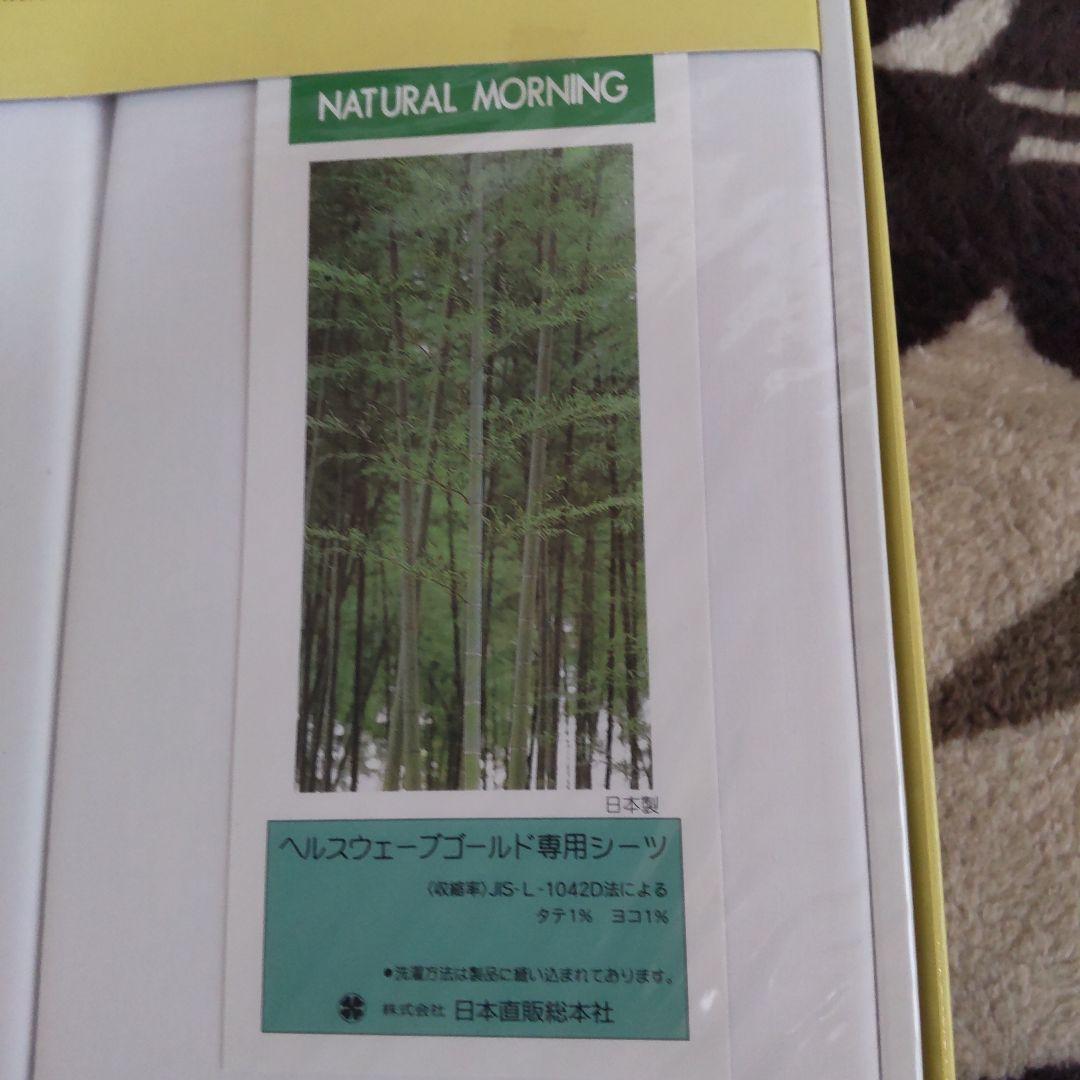 NATURAL MORNING
日本製
ヘルスウェーブゴールド専用シーツ
(収縮率)JIS-L-1042D法による
タテ1% ヨコ1%
●洗濯方法は製品に縫い込まれております。
株式会社 日本直販総本社